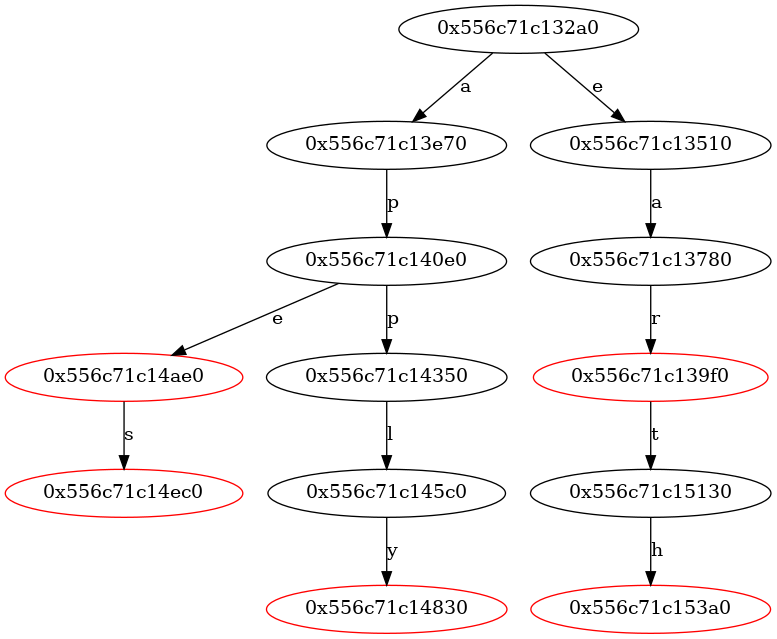 0x556c71c132a0
a e
0x556c71c13e70 0x556c71c13510
p a
0x556c71c140e0 0x556c71c13780
e p r
0x556c71c14ae0 0x556c71c14350 0x556c71c139f0
s l t
0x556c71c14ec0 0x556c71c145c0 0x556c71c15130
y h
0x556c71c14830 0x556c71c153a0